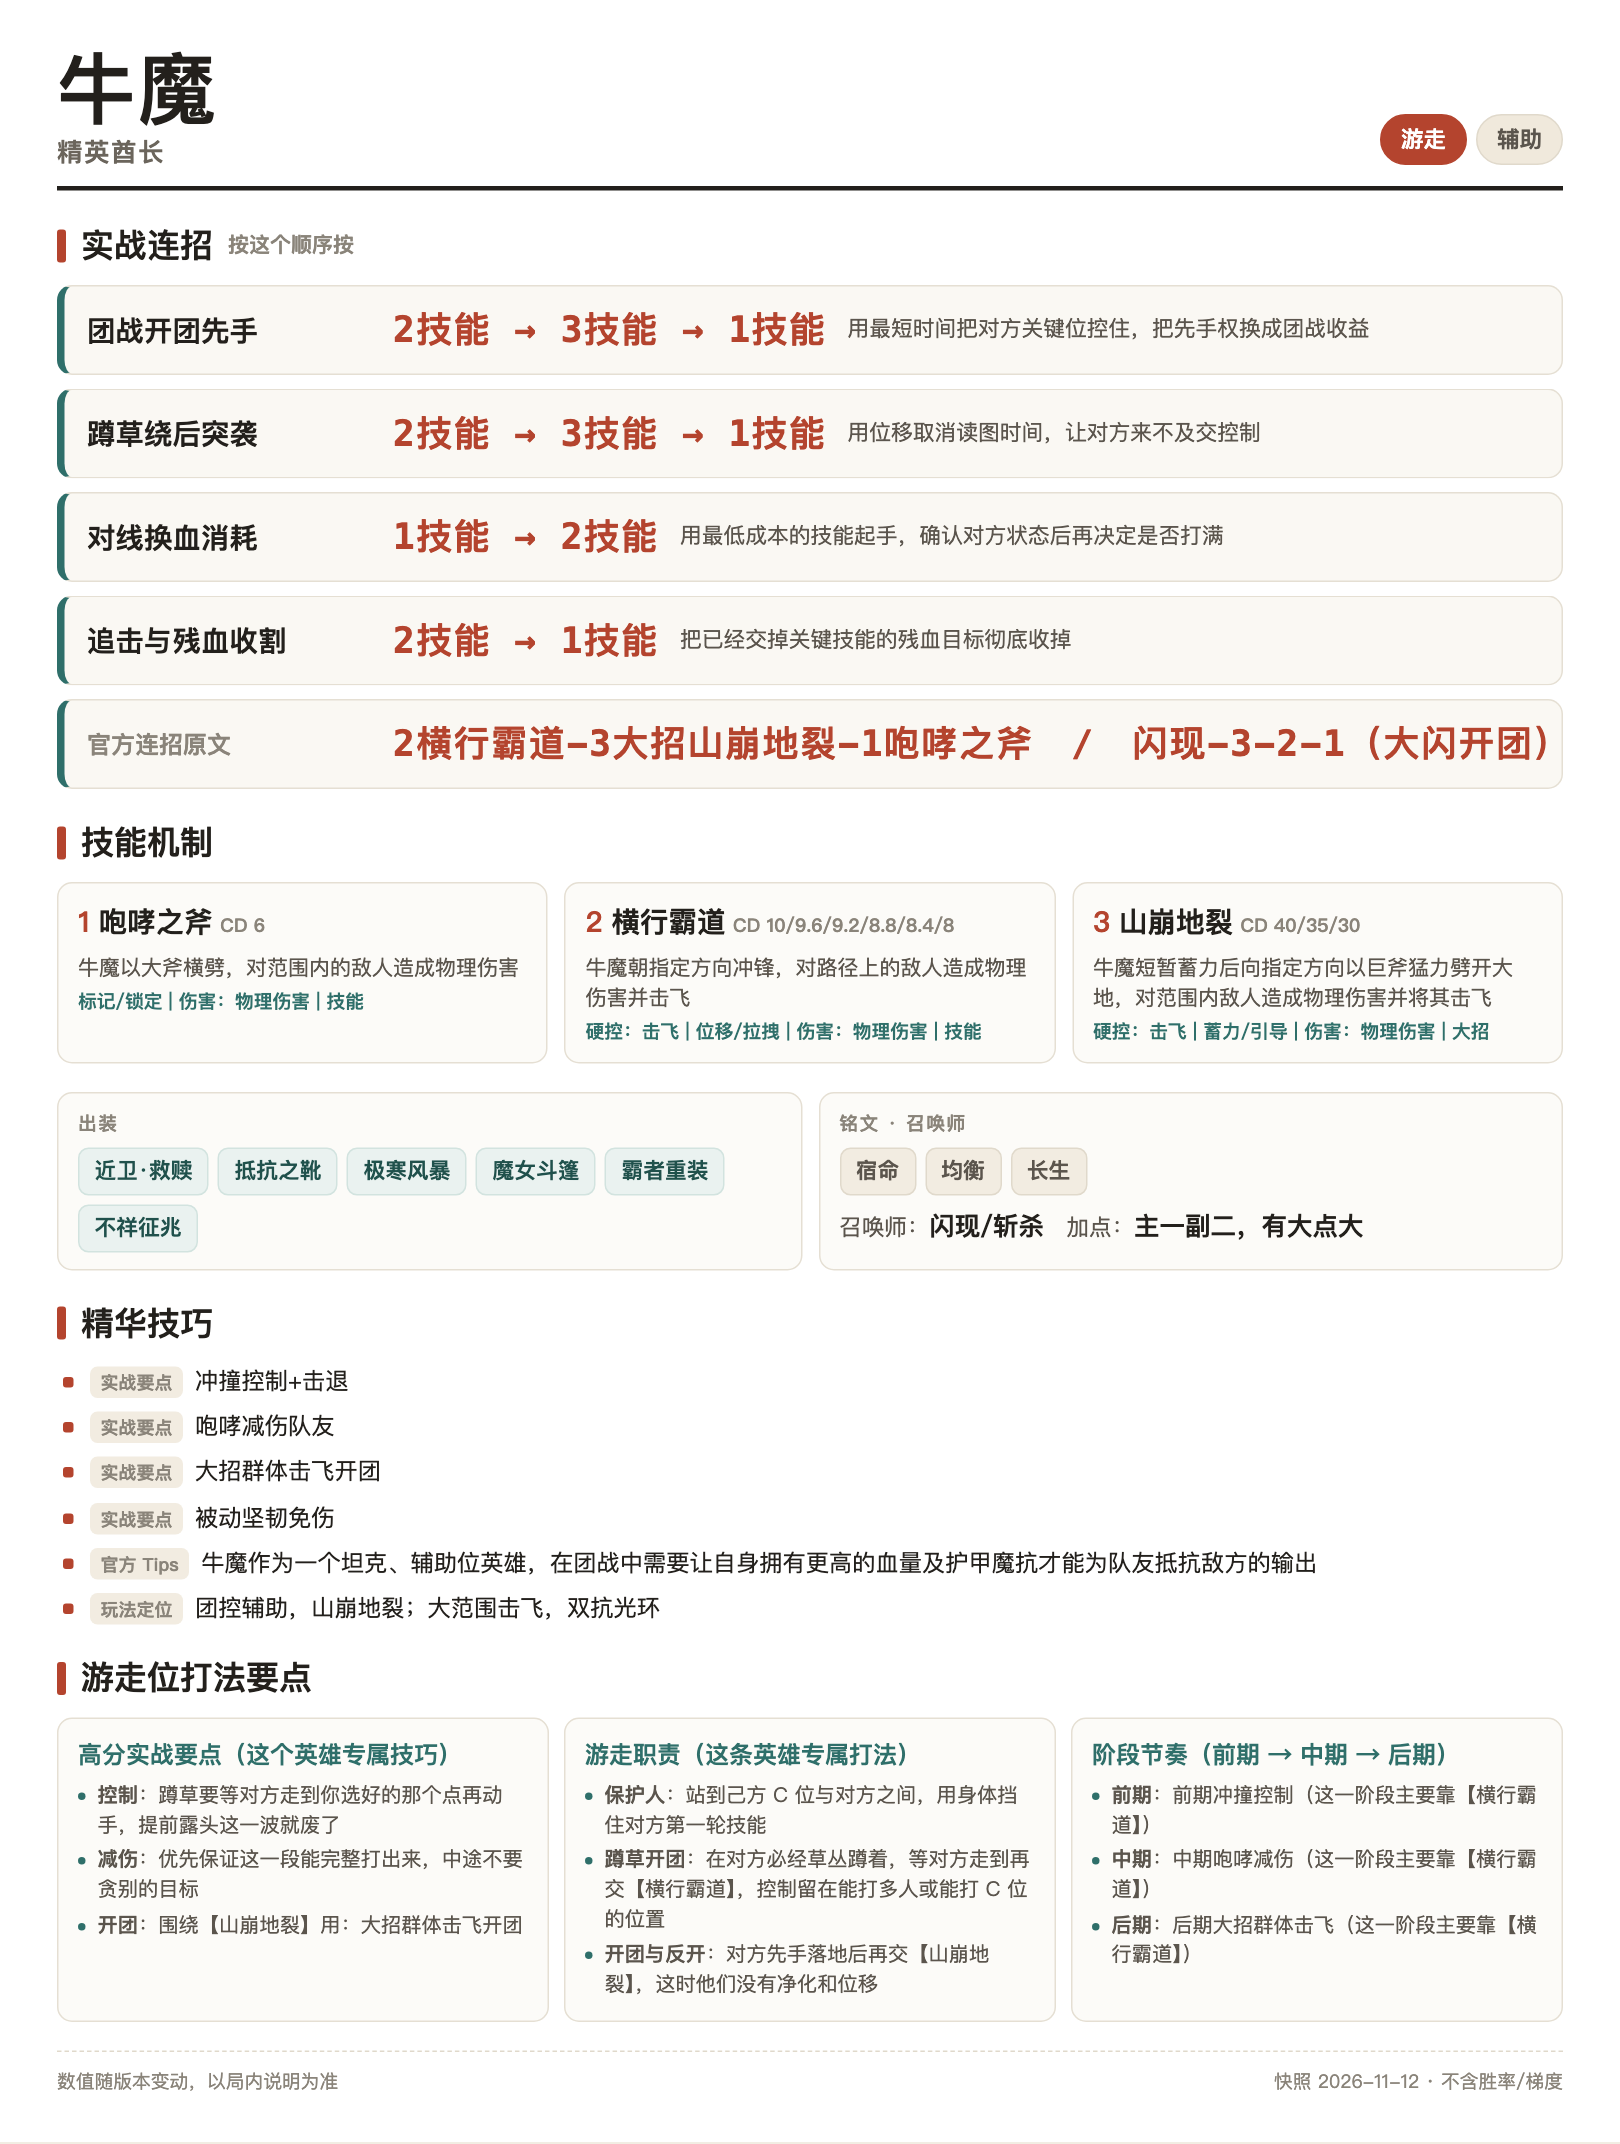 牛魔
精英酋长
游走 辅助
实战连招 按这个顺序按
团战开团先手 2技能 → 3技能 → 1技能 用最短时间把对方关键位控住，把先手权换成团战收益
蹲草绕后突袭 2技能 → 3技能 → 1技能 用位移取消读图时间，让对方来不及交控制
对线换血消耗 1技能 → 2技能 用最低成本的技能起手，确认对方状态后再决定是否打满
追击与残血收割 2技能 → 1技能 把已经交掉关键技能的残血目标彻底收掉
官方连招原文 2横行霸道–3大招山崩地裂–1咆哮之斧 / 闪现–3–2–1（大闪开团）
技能机制
1 咆哮之斧 CD 6
牛魔以大斧横劈，对范围内的敌人造成物理伤害
标记/锁定 | 伤害：物理伤害 | 技能
2 横行霸道 CD 10/9.6/9.2/8.8/8.4/8
牛魔朝指定方向冲锋，对路径上的敌人造成物理
伤害并击飞
硬控：击飞 | 位移/拉拽 | 伤害：物理伤害 | 技能
3 山崩地裂 CD 40/35/30
牛魔短暂蓄力后向指定方向以巨斧猛力劈开大
地，对范围内敌人造成物理伤害并将其击飞
硬控：击飞 | 蓄力/引导 | 伤害：物理伤害 | 大招
出装
近卫·救赎 抵抗之靴 极寒风暴 魔女斗篷 霸者重装
不祥征兆
铭文 · 召唤师
宿命 均衡 长生
召唤师：闪现/斩杀 加点：主一副二，有大点大
精华技巧
实战要点 冲撞控制+击退
实战要点 咆哮减伤队友
实战要点 大招群体击飞开团
实战要点 被动坚韧免伤
官方 Tips 牛魔作为一个坦克、辅助位英雄，在团战中需要让自身拥有更高的血量及护甲魔抗才能为队友抵抗敌方的输出
玩法定位 团控辅助，山崩地裂；大范围击飞，双抗光环
游走位打法要点
高分实战要点（这个英雄专属技巧）
控制：蹲草要等对方走到你选好的那个点再动
手，提前露头这一波就废了
减伤：优先保证这一段能完整打出来，中途不要
贪别的目标
开团：围绕【山崩地裂】用：大招群体击飞开团
游走职责（这条英雄专属打法）
保护人：站到己方 C 位与对方之间，用身体挡
住对方第一轮技能
蹲草开团：在对方必经草丛蹲着，等对方走到再
交【横行霸道】，控制留在能打多人或能打 C 位
的位置
开团与反开：对方先手落地后再交【山崩地
裂】，这时他们没有净化和位移
阶段节奏（前期 → 中期 → 后期）
前期：前期冲撞控制（这一阶段主要靠【横行霸
道】）
中期：中期咆哮减伤（这一阶段主要靠【横行霸
道】）
后期：后期大招群体击飞（这一阶段主要靠【横
行霸道】）
数值随版本变动，以局内说明为准
快照 2026–11–12 · 不含胜率/梯度